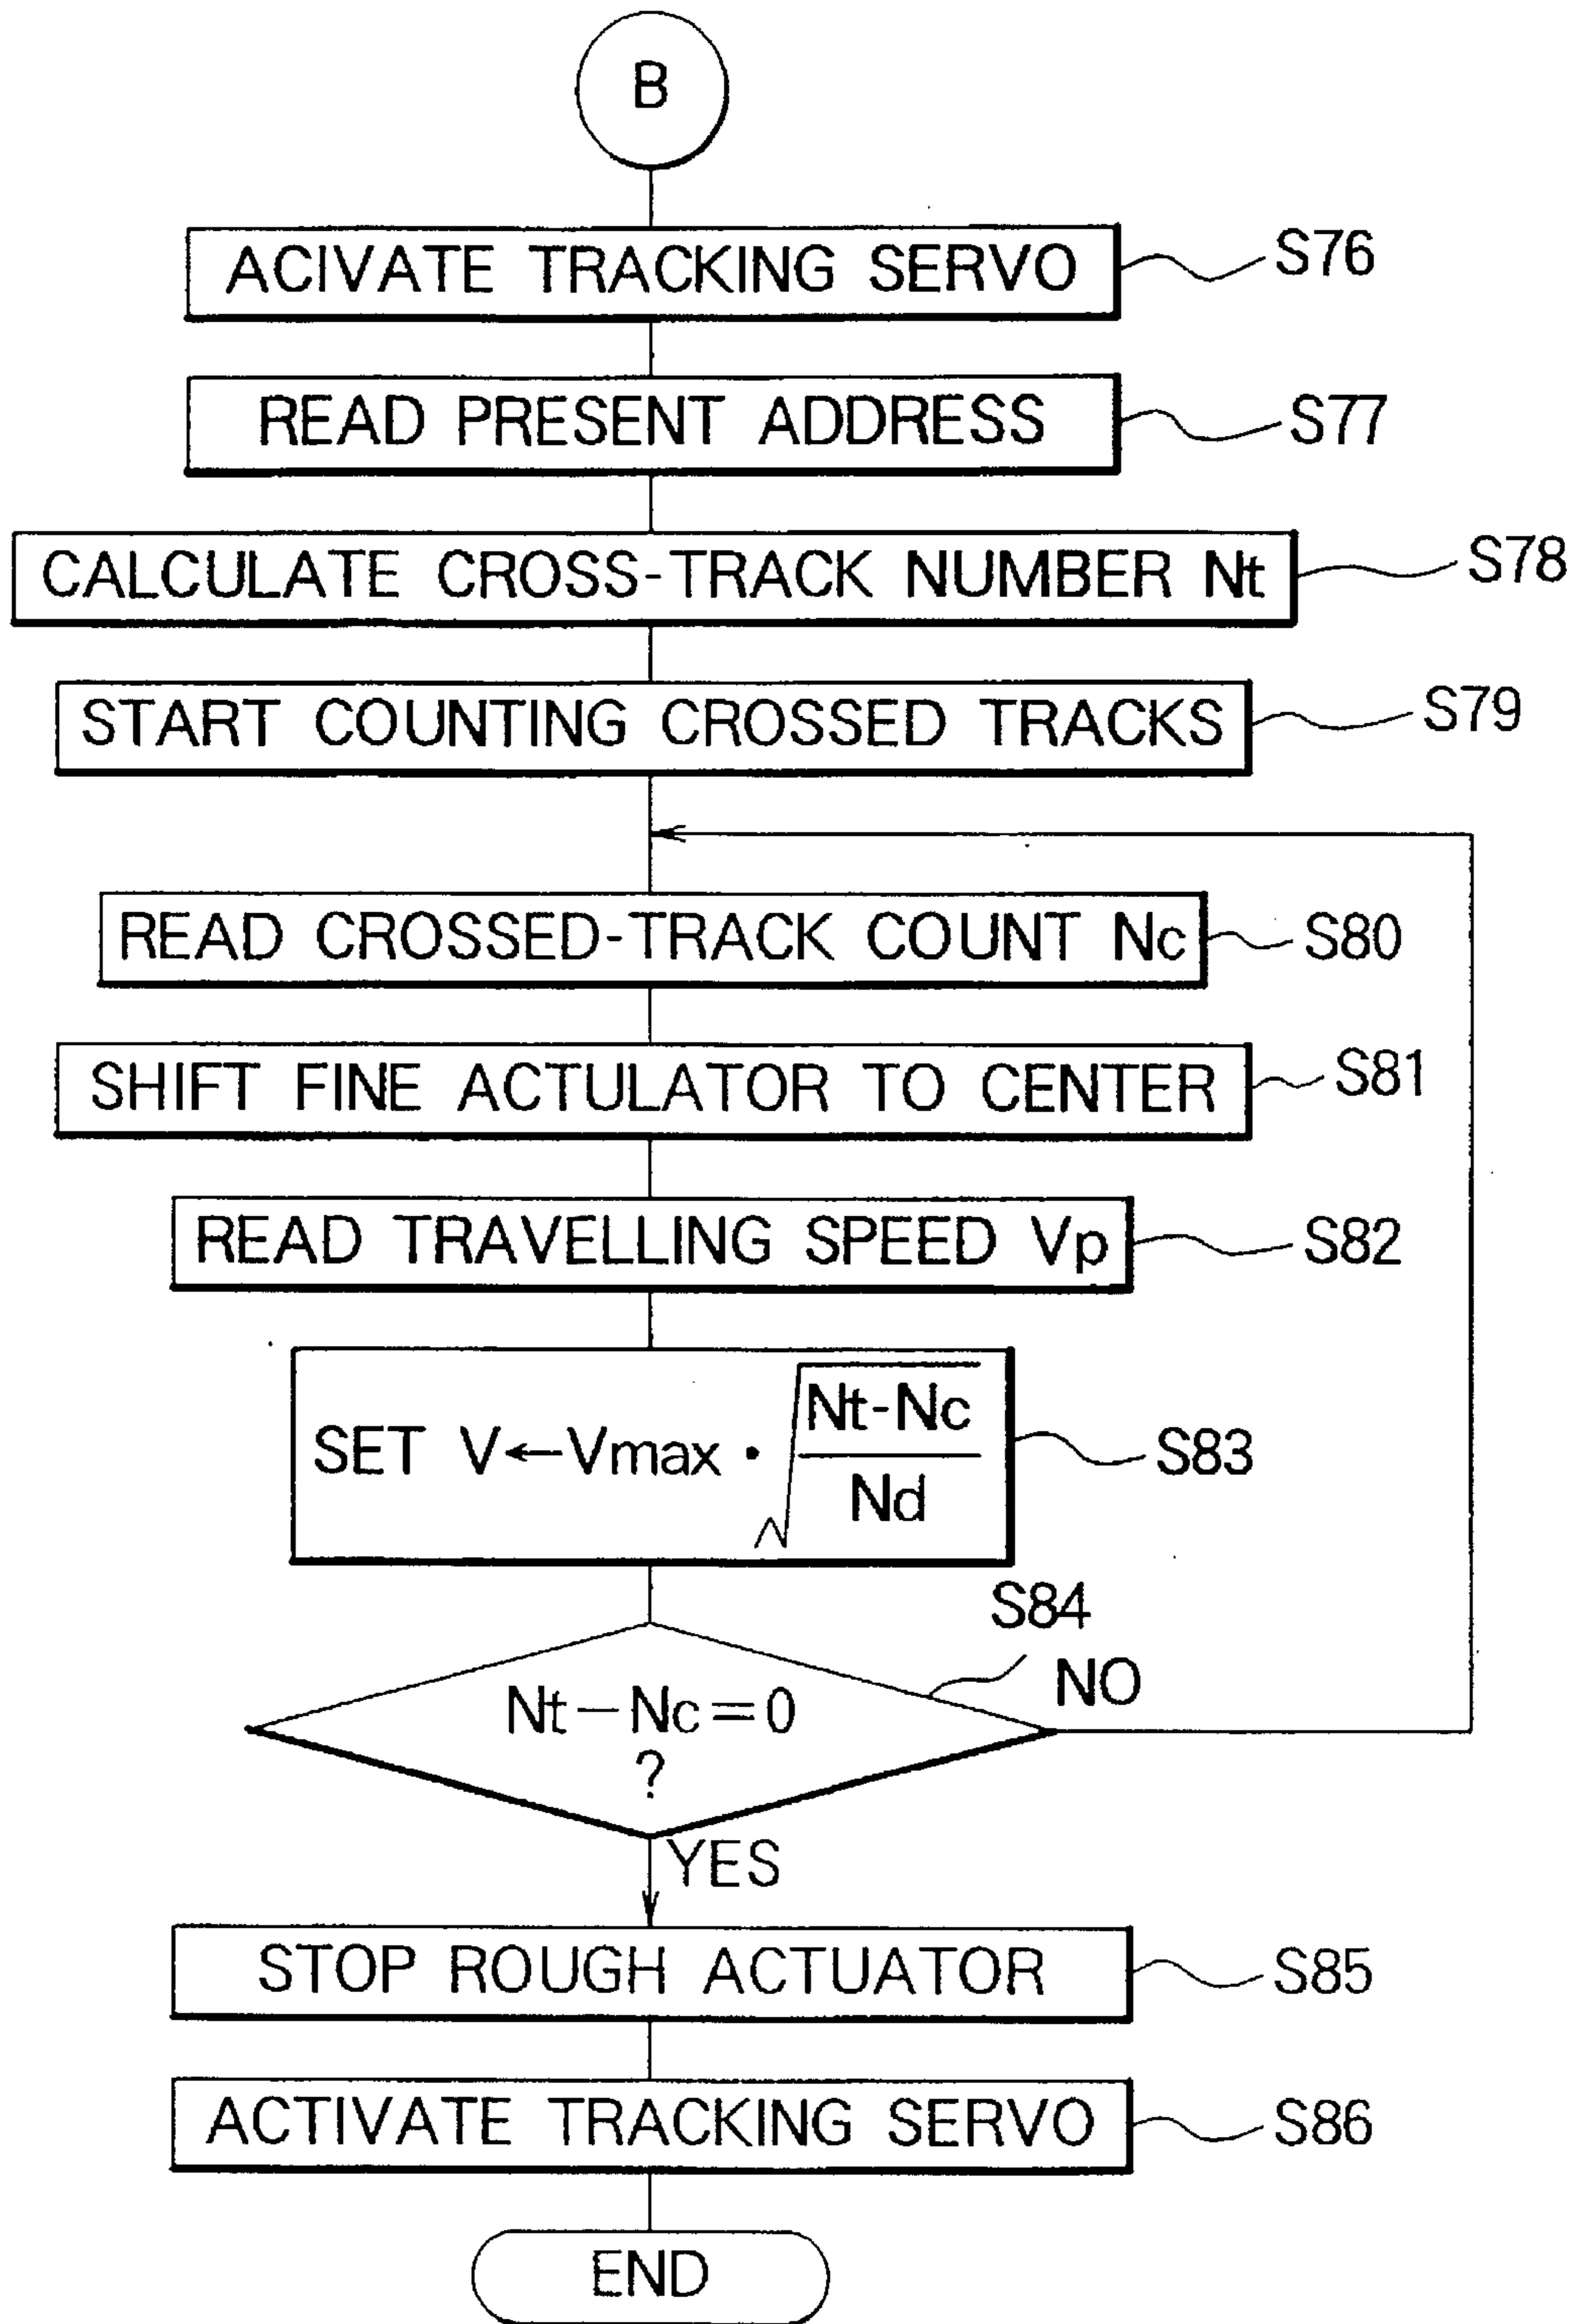 B
ACIVATE TRACKING SERVO S76
READ PRESENT ADDRESS S77
CALCULATE CROSS-TRACK NUMBER Nt S78
START COUNTING CROSSED TRACKS S79
READ CROSSED-TRACK COUNT Nc S80
SHIFT FINE ACTULATOR TO CENTER S81
READ TRAVELLING SPEED Vp S82
SET V←Vmax · √
Nt-Nc
Nd
S83
S84
NO
Nt−Nc=0
?
YES
STOP ROUGH ACTUATOR S85
ACTIVATE TRACKING SERVO S86
END